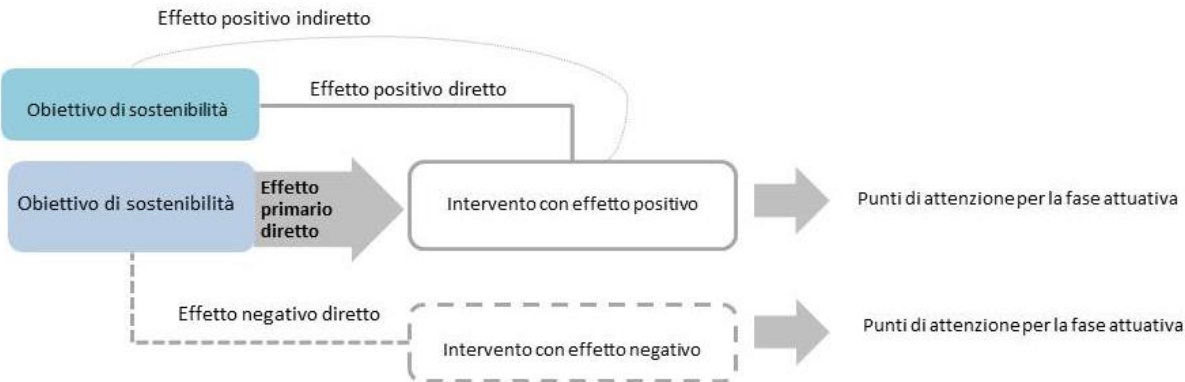 Effetto positivo indiretto
Effetto positivo diretto
Obiettivo di sostenibilità
Obiettivo di sostenibilità
Effetto
primario
diretto
Intervento con effetto positivo
Punti di attenzione per la fase attuativa
Effetto negativo diretto
Intervento con effetto negativo
Punti di attenzione per la fase attuativa